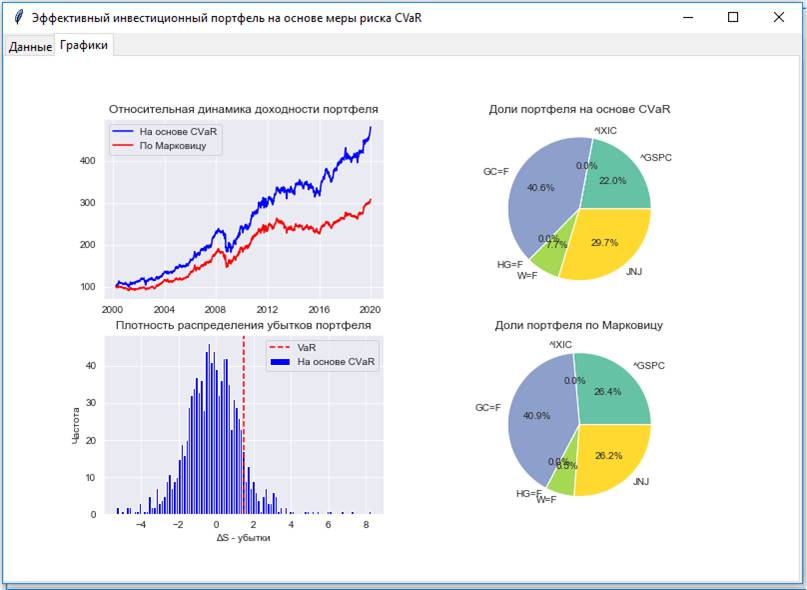 Эффективный инвестиционный портфель на основе меры риска CVaR
Данные
Графики
Относительная динамика доходности портфеля
На основе CVaR
По Марковицу
400
300
200
100
2000 2004 2008 2012 2016 2020
Доли портфеля на основе CVaR
^IXIC
^GSPC
0.0%
GC=F
22.0%
40.6%
0.0%
7.7%
29.7%
HG=F
W=F
JNJ
Плотность распределения убытков портфеля
VaR
На основе CVaR
Частота
40
30
20
10
0
−4 −2 0 2 4 6 8
ΔS - убытки
Доли портфеля по Марковицу
^IXIC
^GSPC
0.0%
26.4%
GC=F
40.9%
0.0%
26.2%
HG=F
W=F
JNJ